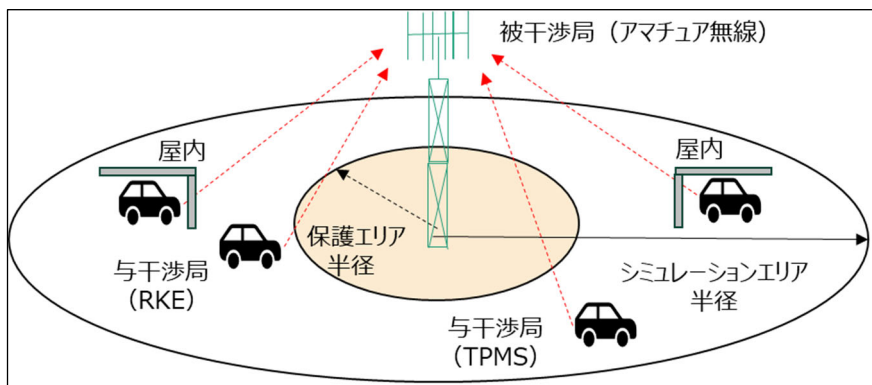 被干渉局（アマチュア無線）
屋内
屋内
保護エリア
半径
与干渉局
（RKE）
シミュレーションエリア
半径
与干渉局
（TPMS）